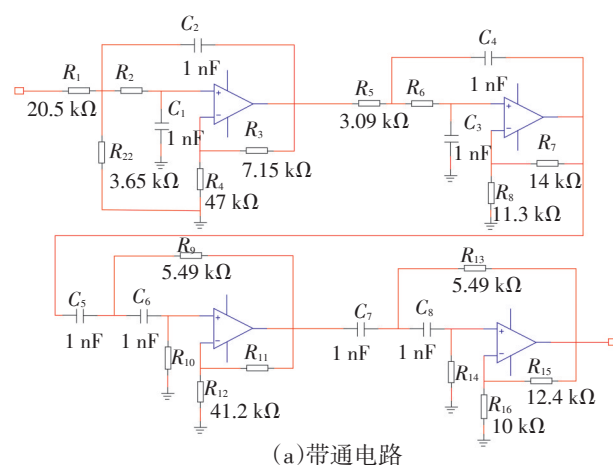 C2
1 nF
R1
20.5 kΩ
R2
C1
1 nF
R3
7.15 kΩ
R22
3.65 kΩ
R4
47 kΩ
C4
1 nF
R5
3.09 kΩ
R6
C3
1 nF
R7
14 kΩ
R8
11.3 kΩ
R9
5.49 kΩ
C5
1 nF
C6
1 nF
R10
R11
R12
41.2 kΩ
R13
5.49 kΩ
C7
1 nF
C8
1 nF
R14
R15
12.4 kΩ
R16
10 kΩ
(a)带通电路